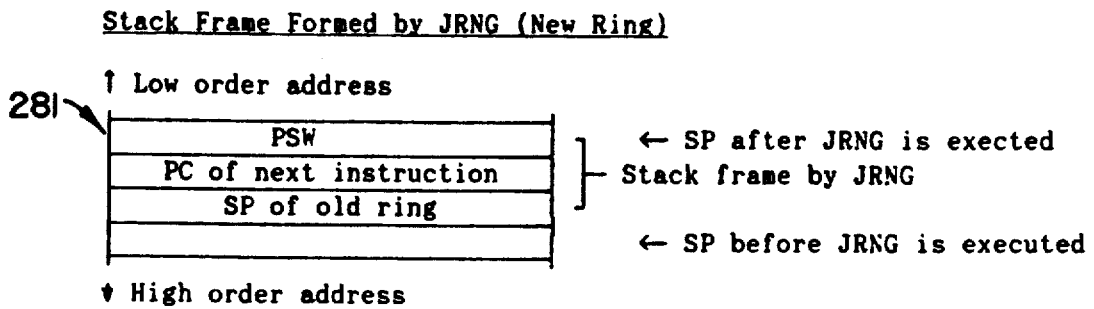 Stack Frame Formed by JRNG (New Ring)
↑ Low order address
281
PSW
← SP after JRNG is exected
PC of next instruction
Stack frame by JRNG
SP of old ring
← SP before JRNG is executed
↓ High order address